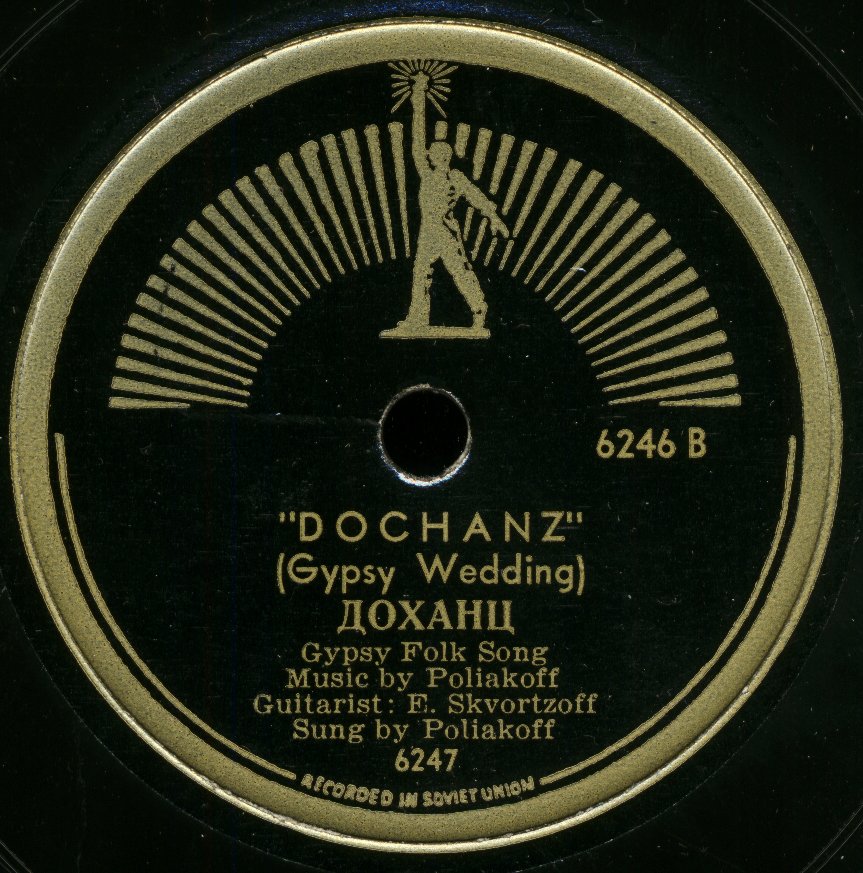 6246 B
"DOCHANZ"
(Gypsy Wedding)
ДОХАНЦ
Gypsy Folk Song
Music by Poliakoff
Guitarist: E. Skvortzoff
Sung by Poliakoff
6247
RECORDED IN SOVIET UNION